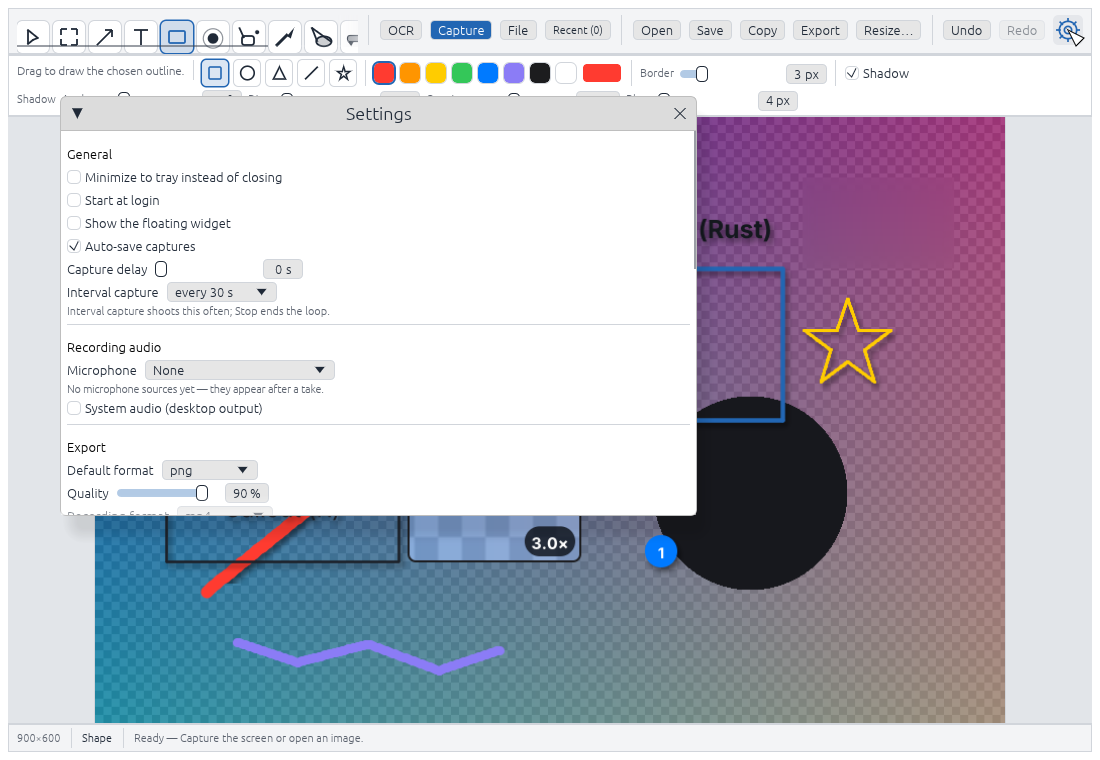 OCR Capture File Recent (0) Open Save Copy Export Resize… Undo Redo
Drag to draw the chosen outline. Border 3 px Shadow
Shadow 4 px
Settings
General
Minimize to tray instead of closing
Start at login
Show the floating widget
(Rust)
Auto-save captures
Capture delay 0 s
Interval capture every 30 s
Interval capture shoots this often; Stop ends the loop.
Recording audio
Microphone None
No microphone sources yet — they appear after a take.
System audio (desktop output)
Export
Default format png
Quality 90 %
Recording format mp4
3.0×
1
900×600 Shape Ready — Capture the screen or open an image.